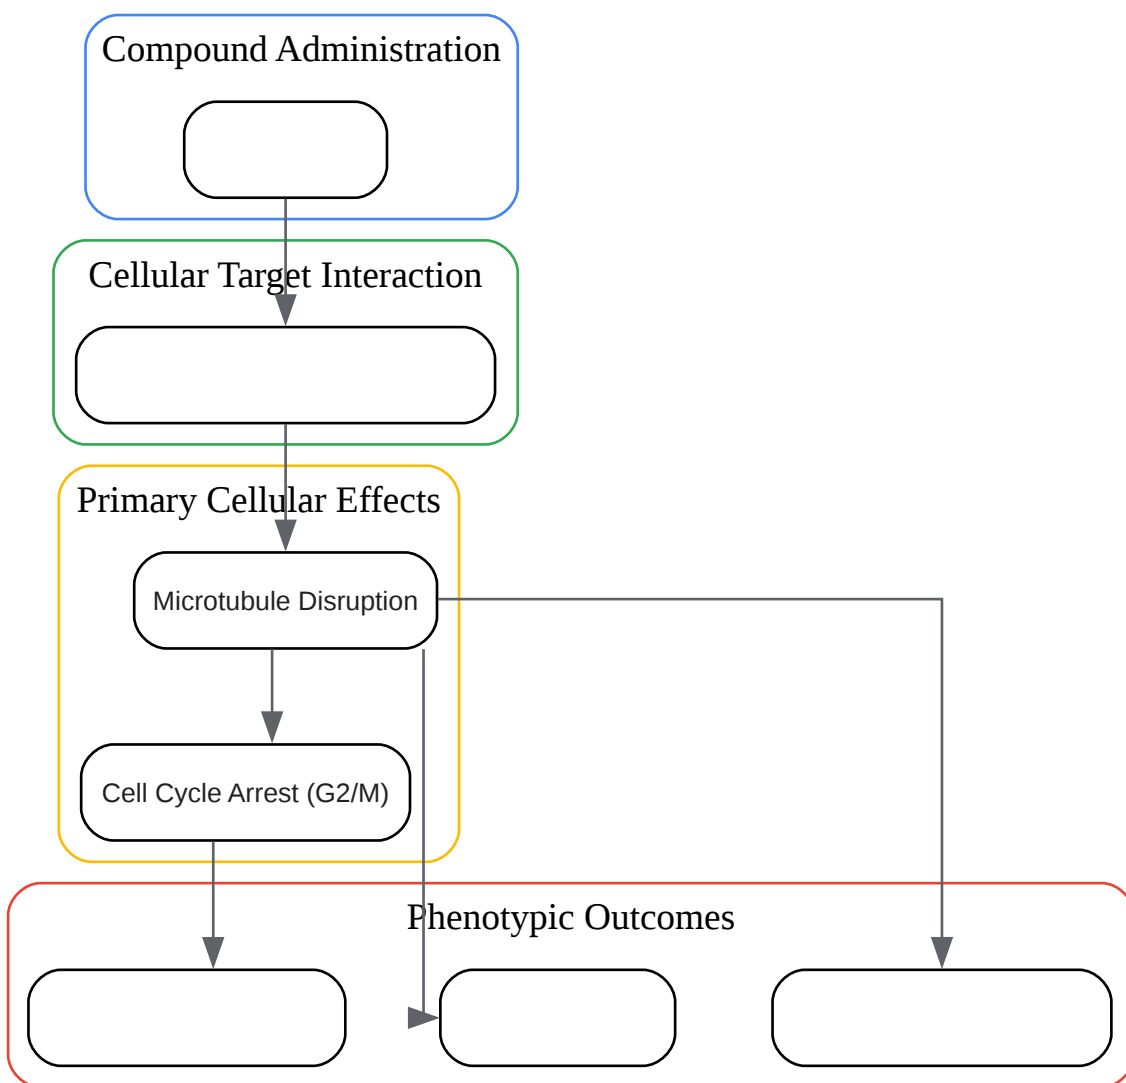 Compound Administration
Cellular Target Interaction
Primary Cellular Effects
Microtubule Disruption
Cell Cycle Arrest (G2/M)
Phenotypic Outcomes